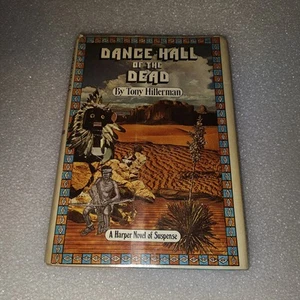 DANCE HALL
OF THE
DEAD
(By Tony Hillerman)
A Harper Novel of Suspense